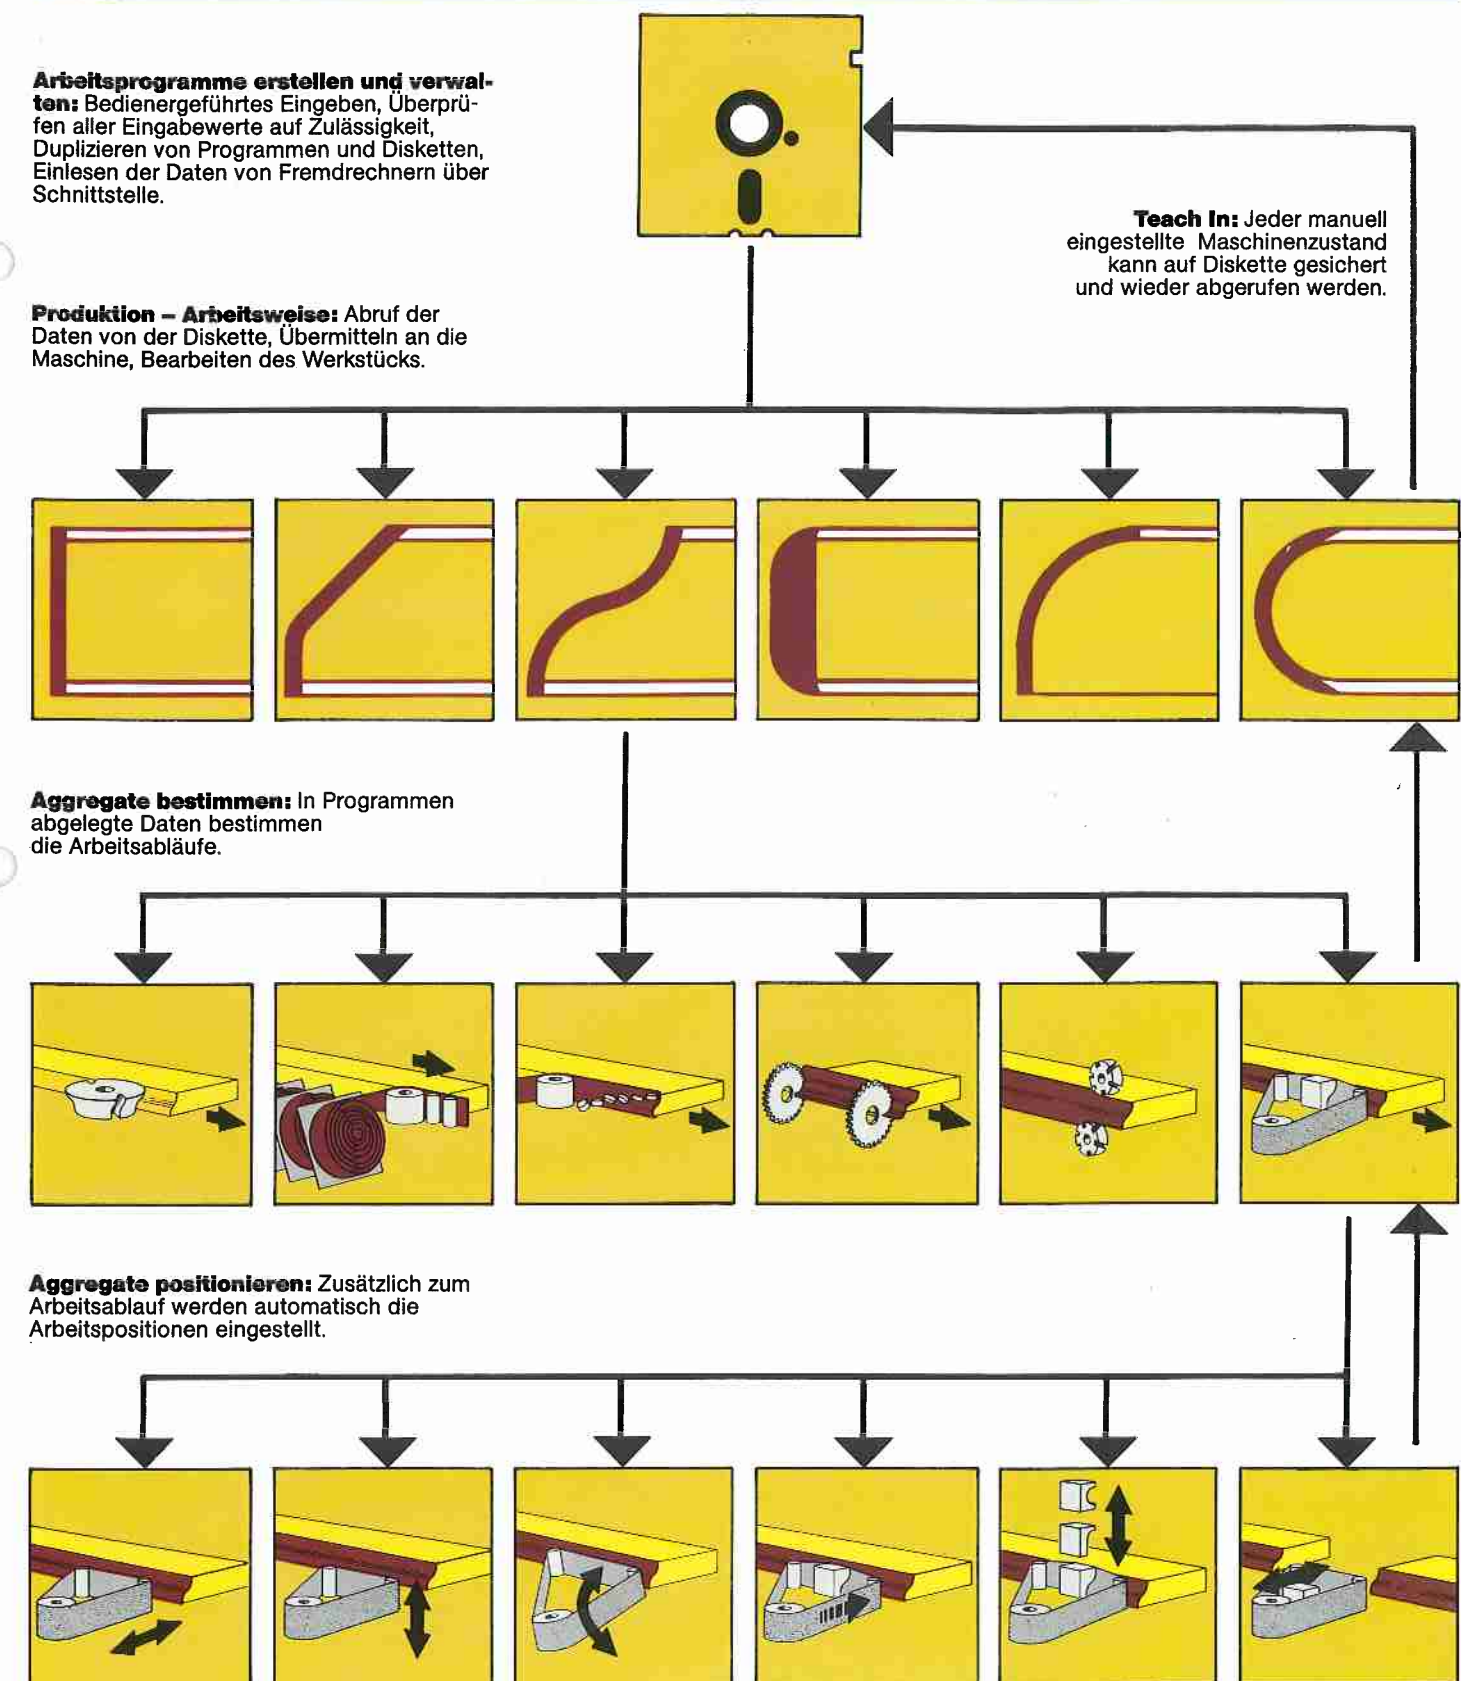 Arbeitsprogramme erstellen und verwal-
ten: Bedienergeführtes Eingeben, Überprü-
fen aller Eingabewerte auf Zulässigkeit,
Duplizieren von Programmen und Disketten,
Einlesen der Daten von Fremdrechnern über
Schnittstelle.
Teach In: Jeder manuell
eingestellte Maschinenzustand
kann auf Diskette gesichert
und wieder abgerufen werden.
Produktion – Arbeitsweise: Abruf der
Daten von der Diskette, Übermitteln an die
Maschine, Bearbeiten des Werkstücks.
Aggregate bestimmen: In Programmen
abgelegte Daten bestimmen
die Arbeitsabläufe.
Aggregate positionieren: Zusätzlich zum
Arbeitsablauf werden automatisch die
Arbeitspositionen eingestellt.